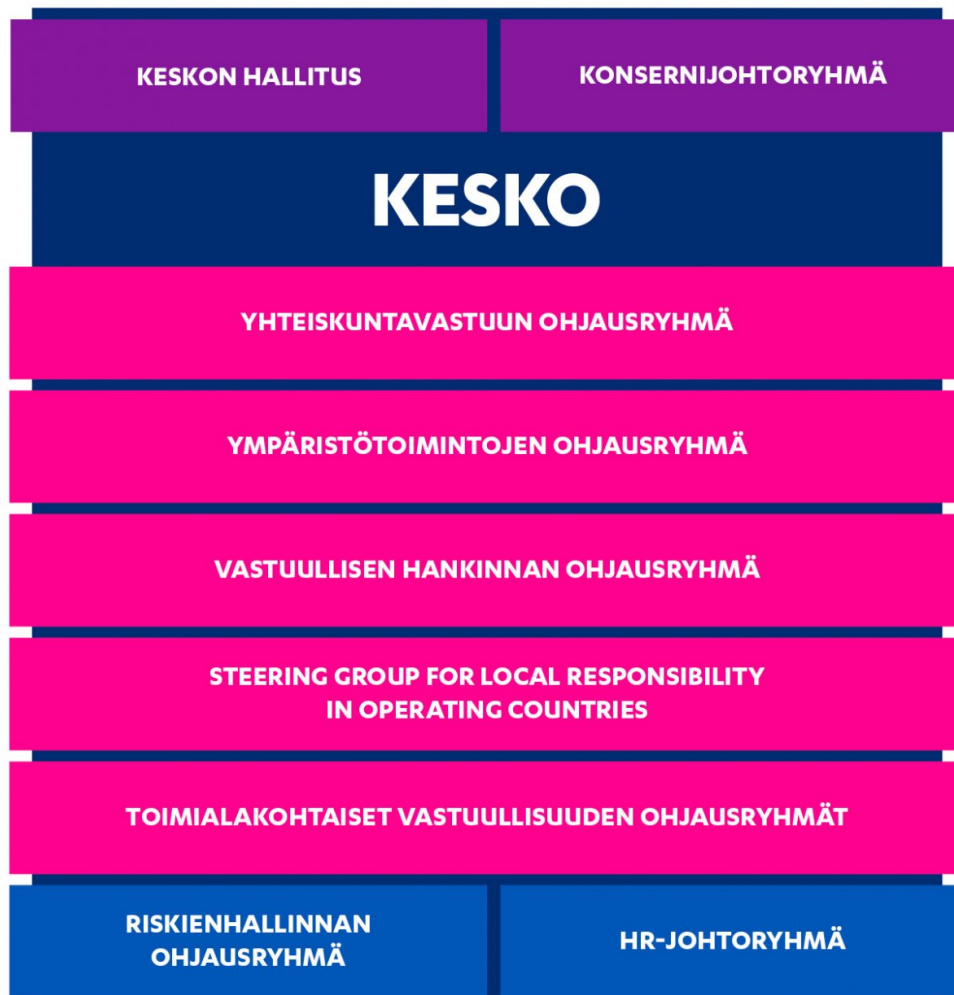 KESKON HALLITUS
KONSERNIJOHTORYHMÄ
KESKO
YHTEISKUNTAVASTUUN OHJAUSRYHMÄ
YMPÄRISTÖTOIMINTOJEN OHJAUSRYHMÄ
VASTUULLISEN HANKINNAN OHJAUSRYHMÄ
STEERING GROUP FOR LOCAL RESPONSIBILITY
IN OPERATING COUNTRIES
TOIMIALAKOHTAISET VASTUULLISUUDEN OHJAUSRYHMÄT
RISKIENHALLINNAN
OHJAUSRYHMÄ
HR-JOHTORYHMÄ